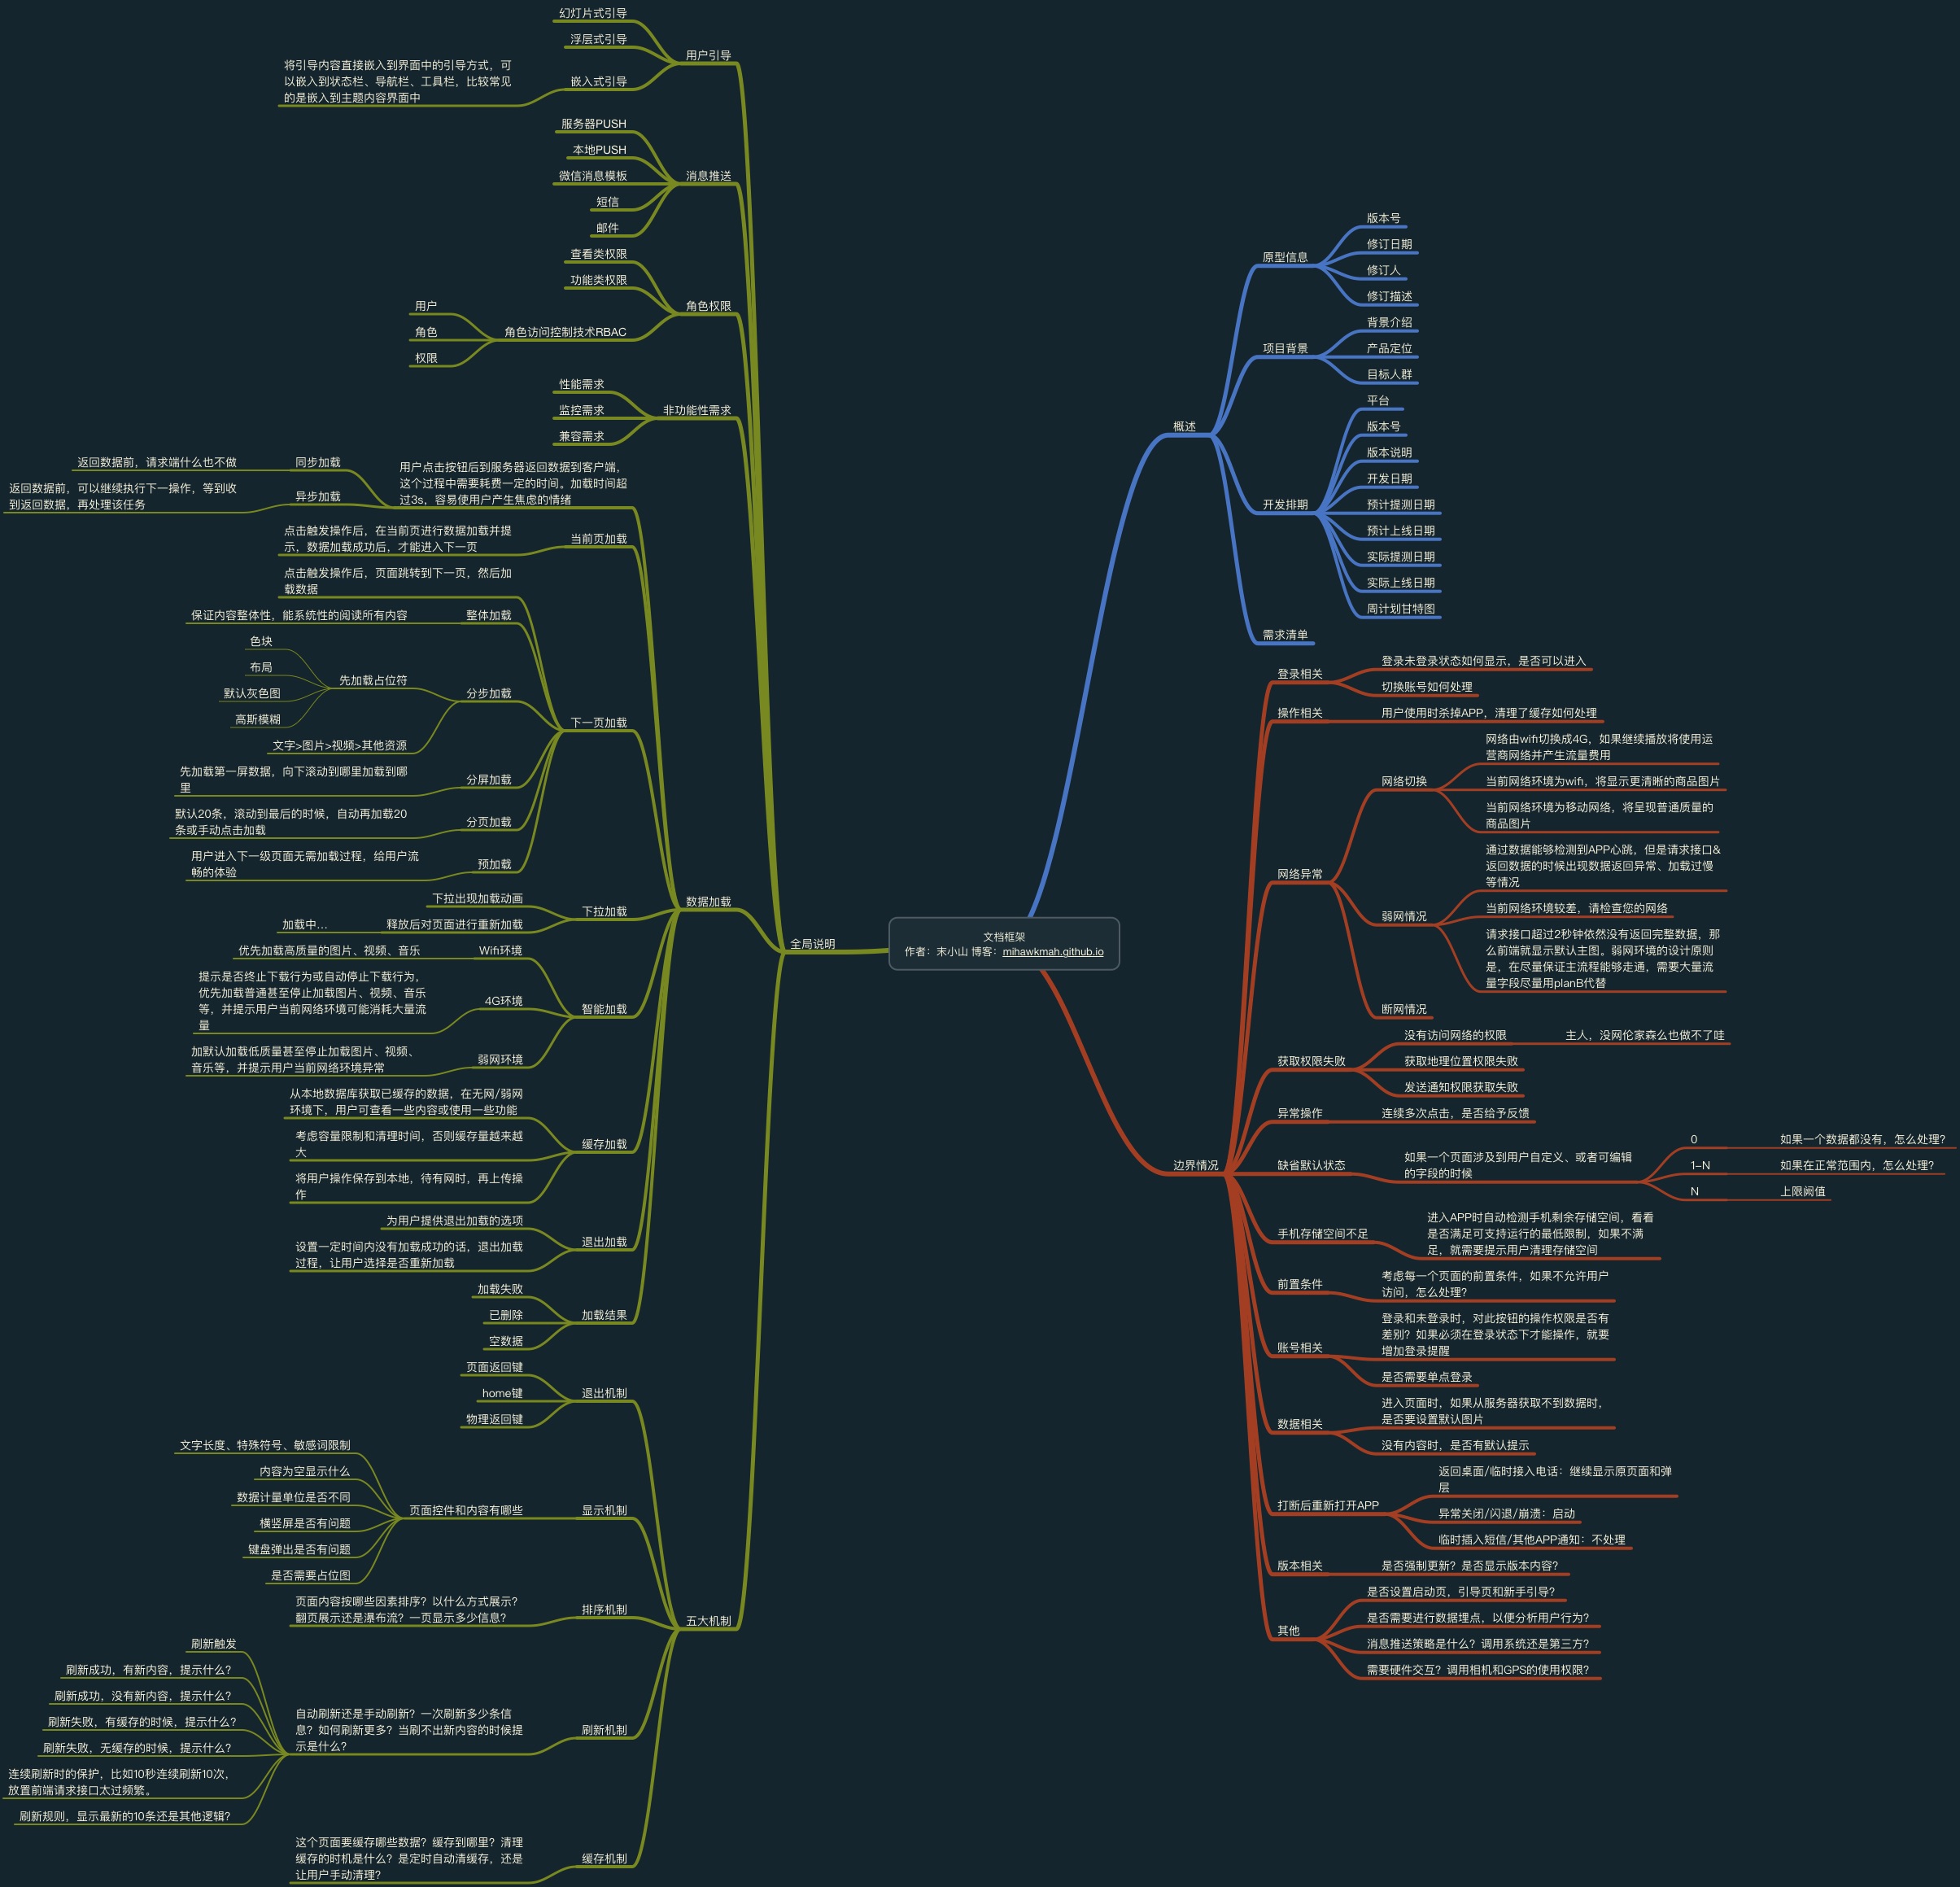 文档框架
作者：宋小山 博客：mihawkmah.github.io
概述
原型信息
版本号
修订日期
修订人
修订描述
项目背景
背景介绍
产品定位
目标人群
开发排期
平台
版本号
版本说明
开发日期
预计提测日期
预计上线日期
实际提测日期
实际上线日期
周计划甘特图
需求清单
边界情况
登录相关
登录未登录状态如何显示，是否可以进入
切换账号如何处理
操作相关
用户使用时杀掉APP，清理了缓存如何处理
网络异常
网络切换
网络由wifi切换成4G，如果继续播放将使用运
营商网络并产生流量费用
当前网络环境为wifi，将显示更清晰的商品图片
当前网络环境为移动网络，将呈现普通质量的
商品图片
弱网情况
通过数据能够检测到APP心跳，但是请求接口&
返回数据的时候出现数据返回异常、加载过慢
等情况
当前网络环境较差，请检查您的网络
请求接口超过2秒钟依然没有返回完整数据，那
么前端就显示默认主图。弱网环境的设计原则
是，在尽量保证主流程能够走通，需要大量流
量字段尽量用planB代替
断网情况
获取权限失败
没有访问网络的权限
主人，没网伦家森么也做不了哇
获取地理位置权限失败
发送通知权限获取失败
异常操作
连续多次点击，是否给予反馈
缺省默认状态
如果一个页面涉及到用户自定义、或者可编辑
的字段的时候
0
如果一个数据都没有，怎么处理？
1–N
如果在正常范围内，怎么处理？
N
上限阙值
手机存储空间不足
进入APP时自动检测手机剩余存储空间，看看
是否满足可支持运行的最低限制，如果不满
足，就需要提示用户清理存储空间
前置条件
考虑每一个页面的前置条件，如果不允许用户
访问，怎么处理？
账号相关
登录和未登录时，对此按钮的操作权限是否有
差别？如果必须在登录状态下才能操作，就要
增加登录提醒
是否需要单点登录
数据相关
进入页面时，如果从服务器获取不到数据时，
是否要设置默认图片
没有内容时，是否有默认提示
打断后重新打开APP
返回桌面/临时接入电话：继续显示原页面和弹
层
异常关闭/闪退/崩溃：启动
临时插入短信/其他APP通知：不处理
版本相关
是否强制更新？是否显示版本内容？
其他
是否设置启动页，引导页和新手引导？
是否需要进行数据埋点，以便分析用户行为？
消息推送策略是什么？调用系统还是第三方？
需要硬件交互？调用相机和GPS的使用权限？
全局说明
用户引导
幻灯片式引导
浮层式引导
嵌入式引导
将引导内容直接嵌入到界面中的引导方式，可
以嵌入到状态栏、导航栏、工具栏，比较常见
的是嵌入到主题内容界面中
消息推送
服务器PUSH
本地PUSH
微信消息模板
短信
邮件
角色权限
查看类权限
功能类权限
角色访问控制技术RBAC
用户
角色
权限
非功能性需求
性能需求
监控需求
兼容需求
数据加载
用户点击按钮后到服务器返回数据到客户端，
这个过程中需要耗费一定的时间。加载时间超
过3s，容易使用户产生焦虑的情绪
同步加载
返回数据前，请求端什么也不做
异步加载
返回数据前，可以继续执行下一操作，等到收
到返回数据，再处理该任务
当前页加载
点击触发操作后，在当前页进行数据加载并提
示，数据加载成功后，才能进入下一页
下一页加载
点击触发操作后，页面跳转到下一页，然后加
载数据
整体加载
保证内容整体性，能系统性的阅读所有内容
分步加载
先加载占位符
色块
布局
默认灰色图
高斯模糊
文字>图片>视频>其他资源
分屏加载
先加载第一屏数据，向下滚动到哪里加载到哪
里
分页加载
默认20条，滚动到最后的时候，自动再加载20
条或手动点击加载
预加载
用户进入下一级页面无需加载过程，给用户流
畅的体验
下拉加载
下拉出现加载动画
释放后对页面进行重新加载
加载中...
智能加载
Wifi环境
优先加载高质量的图片、视频、音乐
4G环境
提示是否终止下载行为或自动停止下载行为，
优先加载普通甚至停止加载图片、视频、音乐
等，并提示用户当前网络环境可能消耗大量流
量
弱网环境
加默认加载低质量甚至停止加载图片、视频、
音乐等，并提示用户当前网络环境异常
缓存加载
从本地数据库获取已缓存的数据，在无网/弱网
环境下，用户可查看一些内容或使用一些功能
考虑容量限制和清理时间，否则缓存量越来越
大
将用户操作保存到本地，待有网时，再上传操
作
退出加载
为用户提供退出加载的选项
设置一定时间内没有加载成功的话，退出加载
过程，让用户选择是否重新加载
加载结果
加载失败
已删除
空数据
五大机制
退出机制
页面返回键
home键
物理返回键
显示机制
页面控件和内容有哪些
文字长度、特殊符号、敏感词限制
内容为空显示什么
数据计量单位是否不同
横竖屏是否有问题
键盘弹出是否有问题
是否需要占位图
排序机制
页面内容按哪些因素排序？以什么方式展示？
翻页展示还是瀑布流？一页显示多少信息？
刷新机制
自动刷新还是手动刷新？一次刷新多少条信
息？如何刷新更多？当刷不出新内容的时候提
示是什么？
刷新触发
刷新成功，有新内容，提示什么？
刷新成功，没有新内容，提示什么？
刷新失败，有缓存的时候，提示什么？
刷新失败，无缓存的时候，提示什么？
连续刷新时的保护，比如10秒连续刷新10次，
放置前端请求接口太过频繁。
刷新规则，显示最新的10条还是其他逻辑？
缓存机制
这个页面要缓存哪些数据？缓存到哪里？清理
缓存的时机是什么？是定时自动清缓存，还是
让用户手动清理？